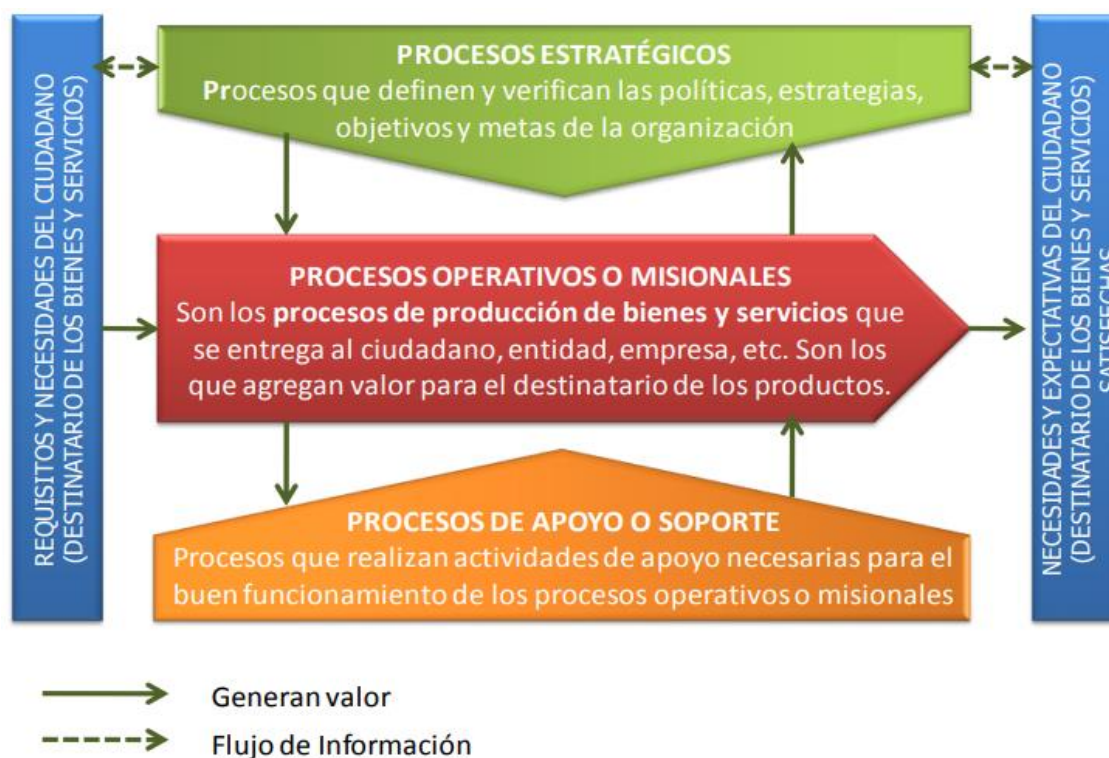 REQUISITOS Y NECESIDADES DEL CIUDADANO
(DESTINATARIO DE LOS BIENES Y SERVICIOS)
PROCESOS ESTRATÉGICOS
Procesos que definen y verifican las políticas, estrategias,
objetivos y metas de la organización
PROCESOS OPERATIVOS O MISIONALES
Son los procesos de producción de bienes y servicios que
se entrega al ciudadano, entidad, empresa, etc. Son los
que agregan valor para el destinatario de los productos.
PROCESOS DE APOYO O SOPORTE
Procesos que realizan actividades de apoyo necesarias para el
buen funcionamiento de los procesos operativos o misionales
NECESIDADES Y EXPECTATIVAS DEL CIUDADANO
(DESTINATARIO DE LOS BIENES Y SERVICIOS)
SATISFECHAS
Generan valor
Flujo de Información